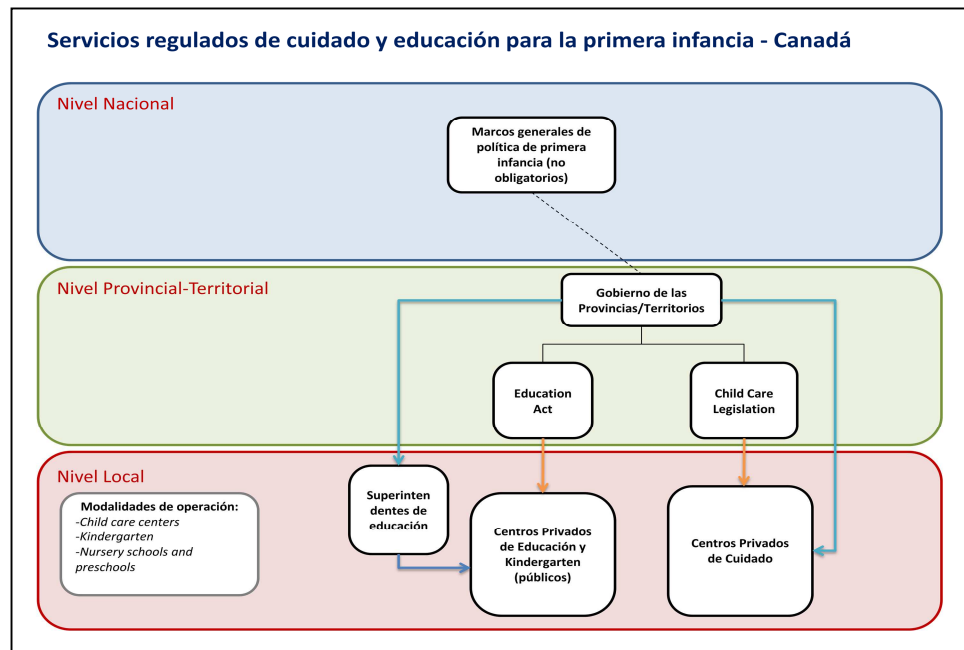 Servicios regulados de cuidado y educación para la primera infancia - Canadá
Nivel Nacional
Marcos generales de
política de primera
infancia (no
obligatorios)
Nivel Provincial-Territorial
Gobierno de las
Provincias/Territorios
Education
Act
Child Care
Legislation
Nivel Local
Modalidades de operación:
-Child care centers
-Kindergarten
-Nursery schools and
preschools
Superinten
dentes de
educación
Centros Privados
de Educación y
Kindergarten
(públicos)
Centros Privados
de Cuidado